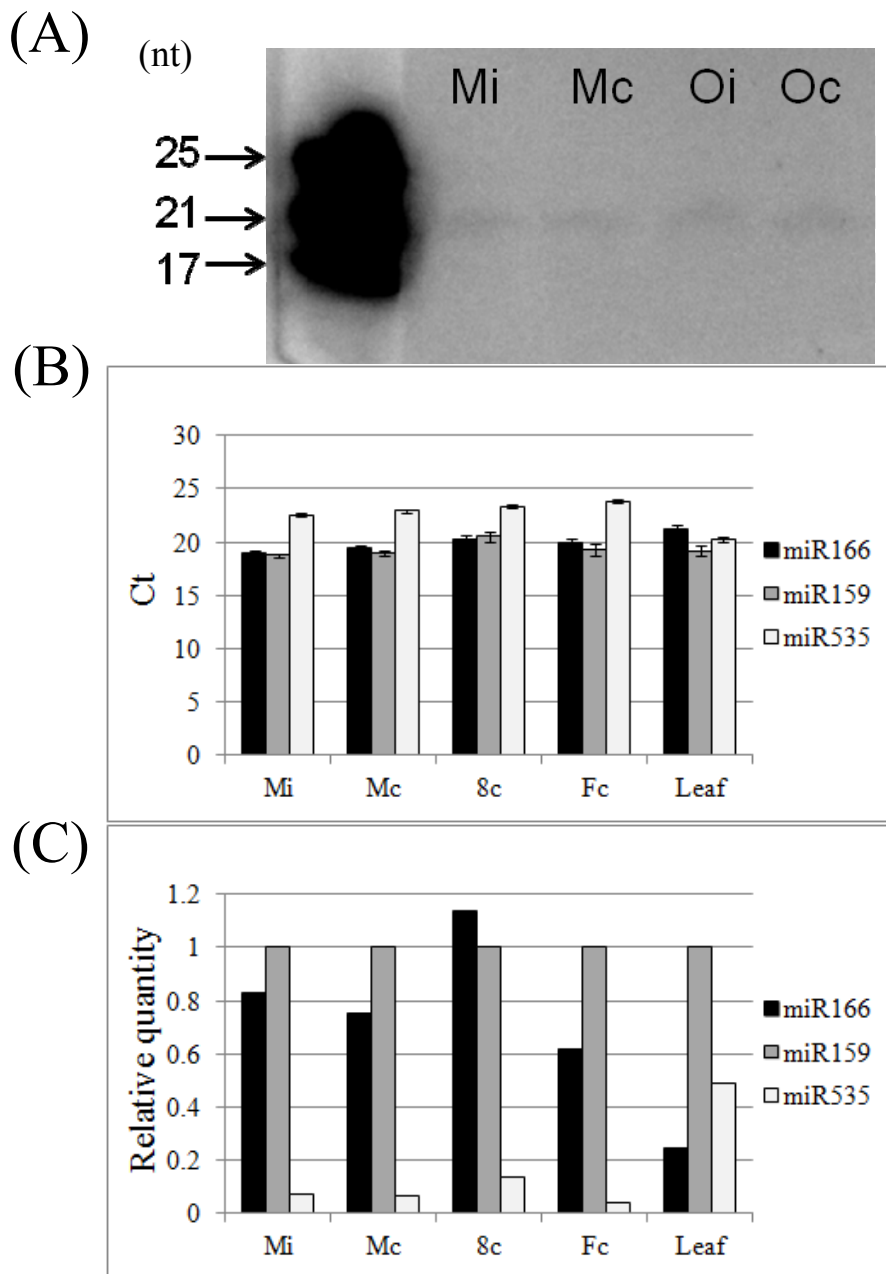 (A)
(nt)
Mi Mc Oi Oc
25
21
17
(B)
30
25
20
15
10
5
0
Ct
Mi Mc 8c Fc Leaf
miR166
miR159
miR535
(C)
1.2
1
0.8
0.6
0.4
0.2
0
Relative quantity
Mi Mc 8c Fc Leaf
miR166
miR159
miR535